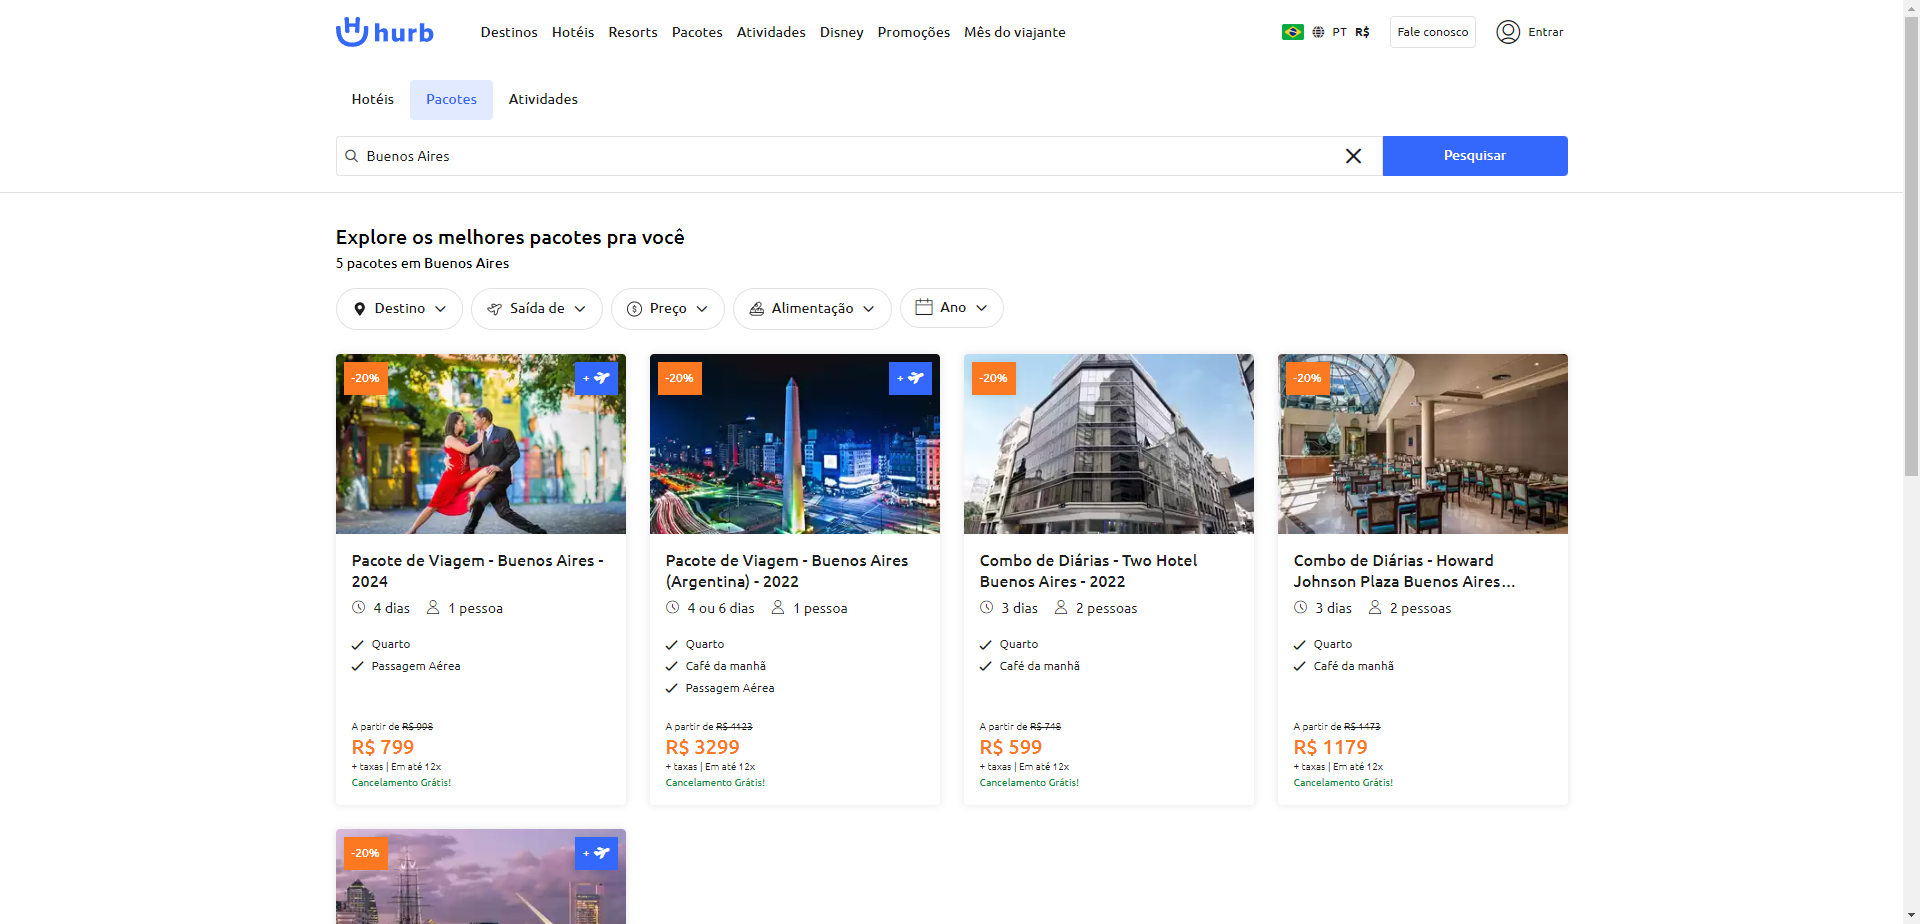 hurb
Destinos Hotéis Resorts Pacotes Atividades Disney Promoções Mês do viajante
PT R$ Fale conosco Entrar
Hotéis Pacotes Atividades
Buenos Aires Pesquisar
Explore os melhores pacotes pra você
5 pacotes em Buenos Aires
Destino Saída de Preço Alimentação Ano
-20% +
Pacote de Viagem - Buenos Aires -
2024
4 dias 1 pessoa
Quarto
Passagem Aérea
A partir de R$ 998
R$ 799
+ taxas | Em até 12x
Cancelamento Grátis!
-20% +
Pacote de Viagem - Buenos Aires
(Argentina) - 2022
4 ou 6 dias 1 pessoa
Quarto
Café da manhã
Passagem Aérea
A partir de R$ 4123
R$ 3299
+ taxas | Em até 12x
Cancelamento Grátis!
-20%
Combo de Diárias - Two Hotel
Buenos Aires - 2022
3 dias 2 pessoas
Quarto
Café da manhã
A partir de R$ 748
R$ 599
+ taxas | Em até 12x
Cancelamento Grátis!
-20%
Combo de Diárias - Howard
Johnson Plaza Buenos Aires...
3 dias 2 pessoas
Quarto
Café da manhã
A partir de R$ 1473
R$ 1179
+ taxas | Em até 12x
Cancelamento Grátis!
-20% +